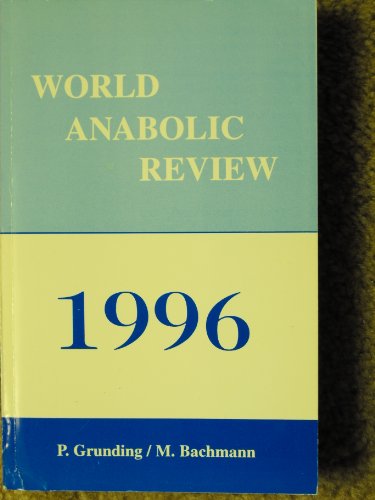 WORLD
ANABOLIC
REVIEW
1996
P. Grunding / M. Bachmann